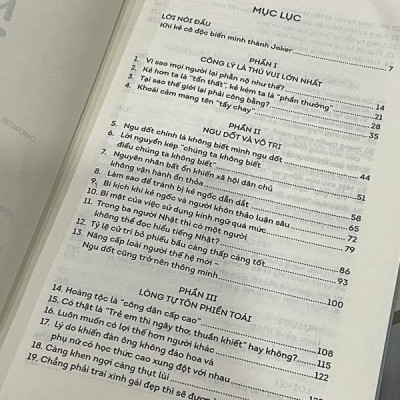 MỤC LỤC
LỜI NÓI ĐẦU
Khi kẻ cô độc biến mình thành Joker 7
PHẦN I
CÔNG LÝ LÀ THÚ VUI LỚN NHẤT
1. Vì sao mọi người lại phẫn nộ như thế? 14
2. Kẻ hơn ta là "tổn thất", kẻ kém ta là "phần thưởng" 21
3. Tại sao thế giới lại phải công bằng? 28
4. Khoái cảm mang tên "tẩy chay" 35
PHẦN II
NGU DỐT VÀ VÔ TRI
5. Ngu dốt chính là không biết mình ngu dốt 44
6. Lời nguyền kép "chúng ta không biết
điều chúng ta không biết" 51
7. Nguyên nhân bất ổn khiến xã hội dân chủ
không vận hành ổn thỏa 58
8. Làm sao để tránh bị kẻ ngốc dẫn dắt 65
9. Bi kịch khi kẻ ngốc và người khôn thảo luận sâu 72
10. Bí mật của việc sử dụng kính ngữ quá mức 79
11. Trong ba người Nhật thì có một người
không thể đọc hiểu tiếng Nhật? 86
12. Tỷ lệ cử tri bỏ phiếu bầu càng thấp càng tốt 93
13. Nâng cấp loài người thế hệ mới –
Ngu dốt cũng trở nên thông minh 100
PHẦN III
LÒNG TỰ TÔN PHIỀN TOÁI
14. Hoàng tộc là "công dân cấp cao" 108
15. Có thật là "Trẻ em thì ngây thơ, thuần khiết" hay không? 115
16. Luôn muốn có lợi thế hơn người khác 122
17. Lý do khiến đàn ông không đáo hoa và
phụ nữ có học thức cao xung đột với nhau
18. Càng khen ngợi càng thụt lùi
19. Chẳng phải trai xinh gái đẹp thì sẽ được